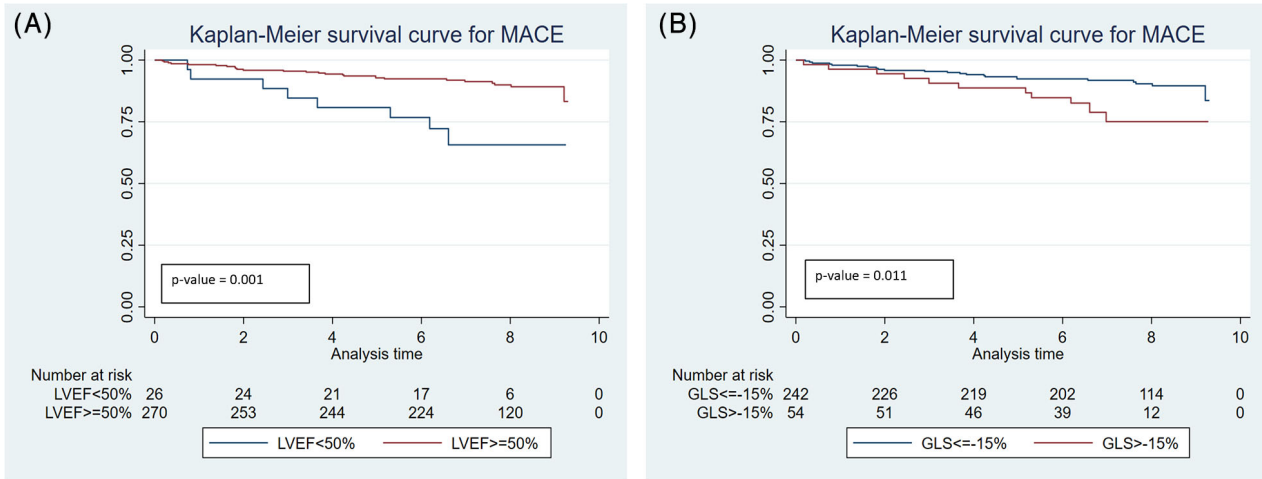 (A)
Kaplan-Meier survival curve for MACE
1.00
0.75
0.50
0.25
0.00
p-value = 0.001
0 2 4 6 8 10
Analysis time
Number at risk
LVEF<50% 26 24 21 17 6 0
LVEF>=50% 270 253 244 224 120 0
LVEF<50% LVEF>=50%
(B)
Kaplan-Meier survival curve for MACE
1.00
0.75
0.50
0.25
0.00
p-value = 0.011
0 2 4 6 8 10
Analysis time
Number at risk
GLS<=-15% 242 226 219 202 114 0
GLS>-15% 54 51 46 39 12 0
GLS<=-15% GLS>-15%